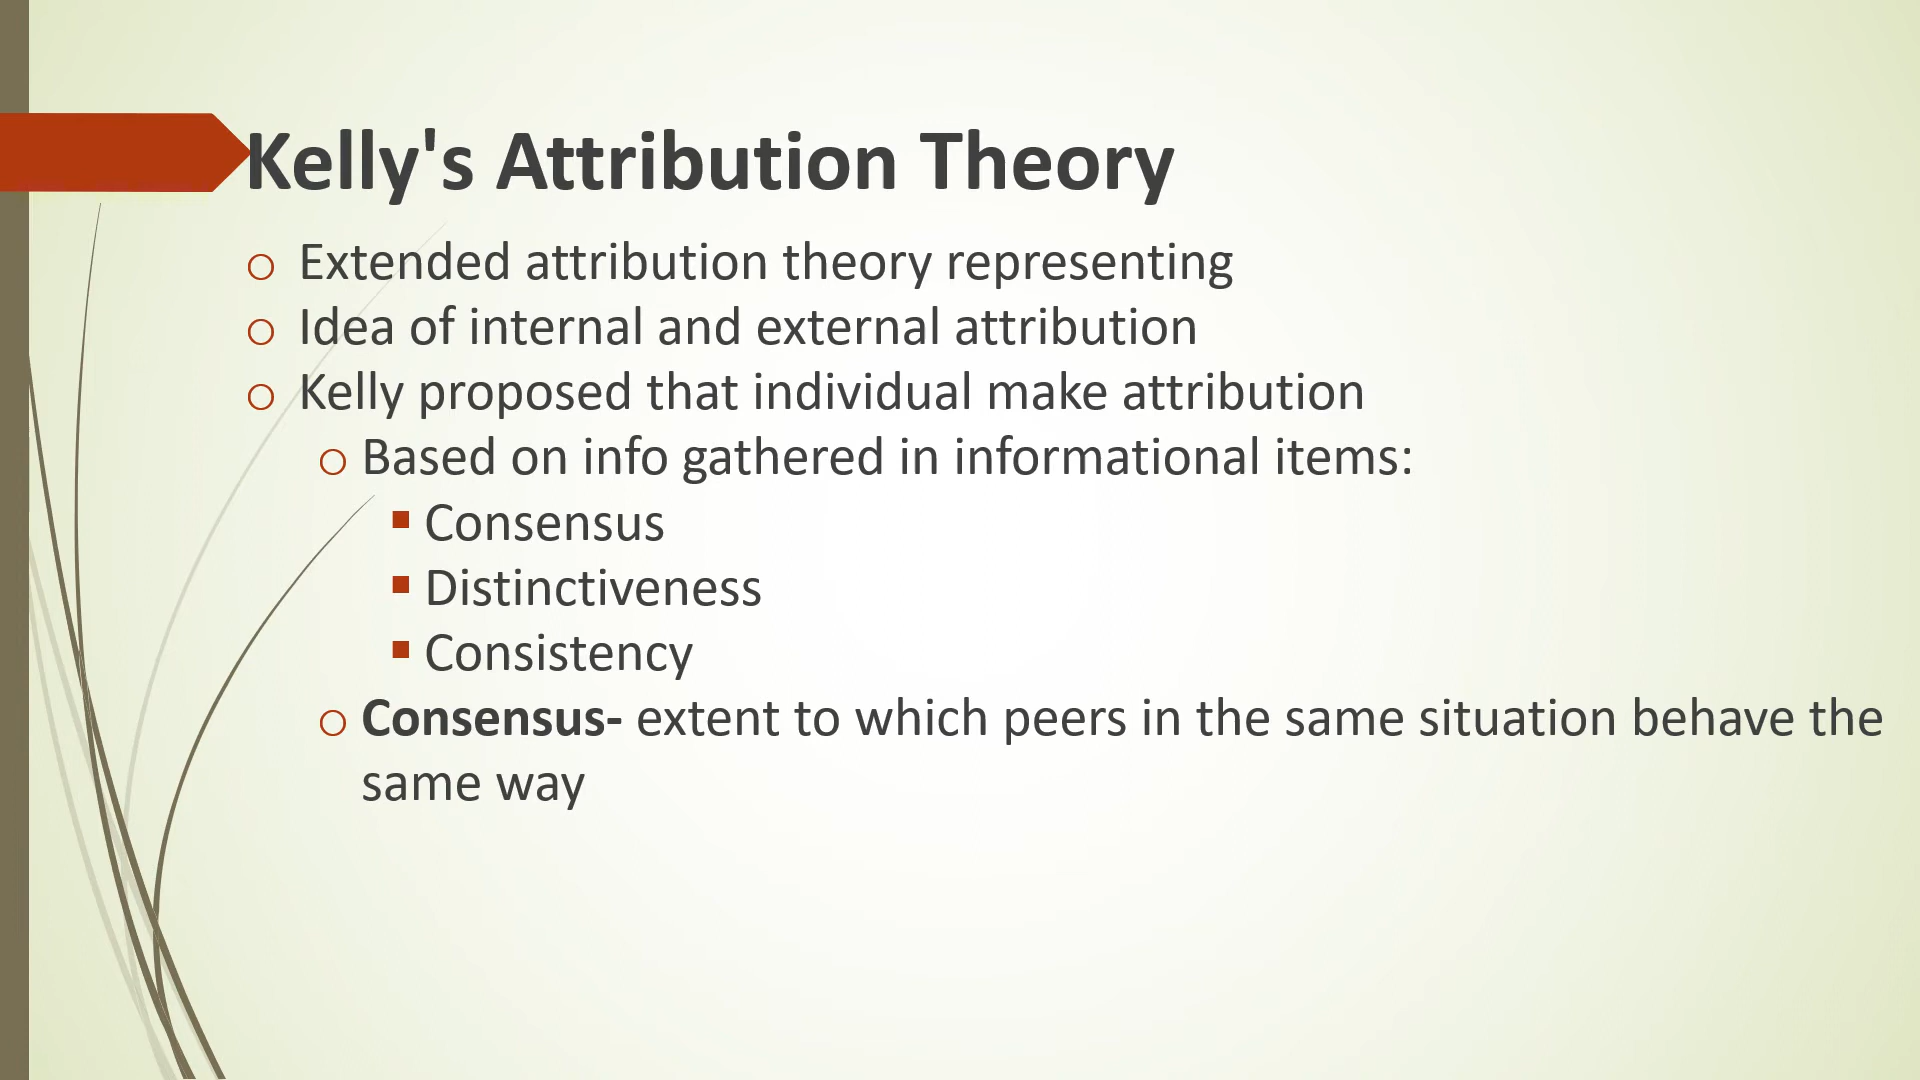 Kelly's Attribution Theory
Extended attribution theory representing
Idea of internal and external attribution
Kelly proposed that individual make attribution
Based on info gathered in informational items:
Consensus
Distinctiveness
Consistency
Consensus- extent to which peers in the same situation behave the
same way